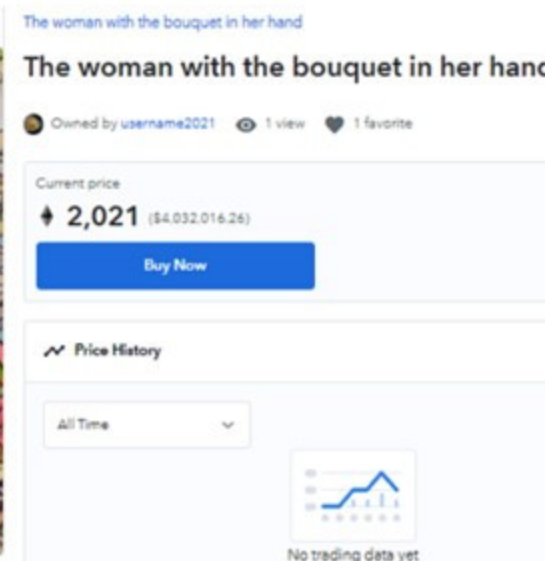 The woman with the bouquet in her hand
The woman with the bouquet in her hand
Owned by username2021 1 view 1 favorite
Current price
2,021 ($4,032,016.26)
Buy Now
Price History
All Time
No trading data yet